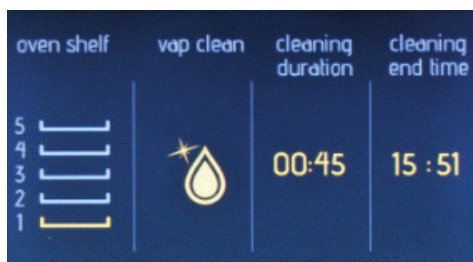 oven shelf
vap clean
cleaning
duration
cleaning
end time
5
4
3
2
1
00:45
15:51